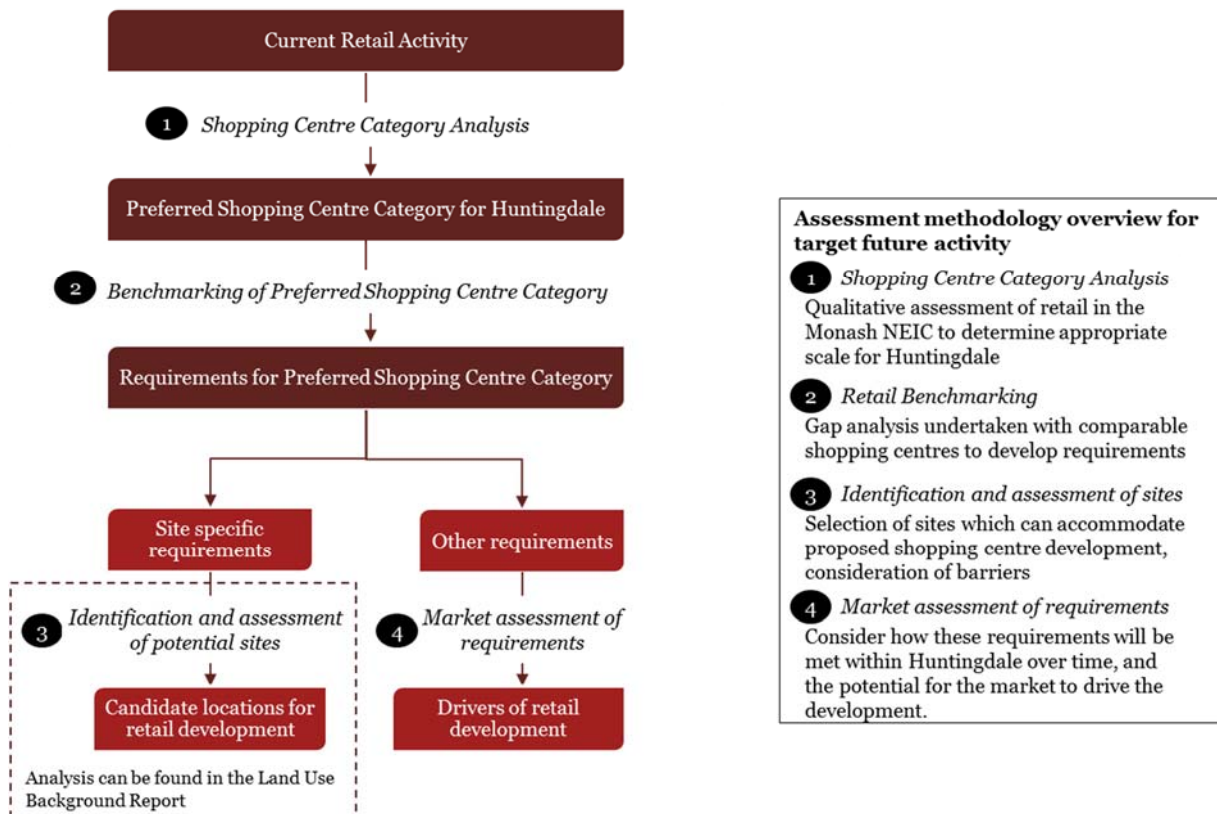 Current Retail Activity
1 Shopping Centre Category Analysis
Preferred Shopping Centre Category for Huntingdale
2 Benchmarking of Preferred Shopping Centre Category
Requirements for Preferred Shopping Centre Category
Site specific
requirements
Other requirements
3 Identification and assessment
of potential sites
4 Market assessment of
requirements
Candidate locations for
retail development
Drivers of retail
development
Analysis can be found in the Land Use
Background Report
Assessment methodology overview for
target future activity
1 Shopping Centre Category Analysis
Qualitative assessment of retail in the
Monash NEIC to determine appropriate
scale for Huntingdale
2 Retail Benchmarking
Gap analysis undertaken with comparable
shopping centres to develop requirements
3 Identification and assessment of sites
Selection of sites which can accommodate
proposed shopping centre development,
consideration of barriers
4 Market assessment of requirements
Consider how these requirements will be
met within Huntingdale over time, and
the potential for the market to drive the
development.